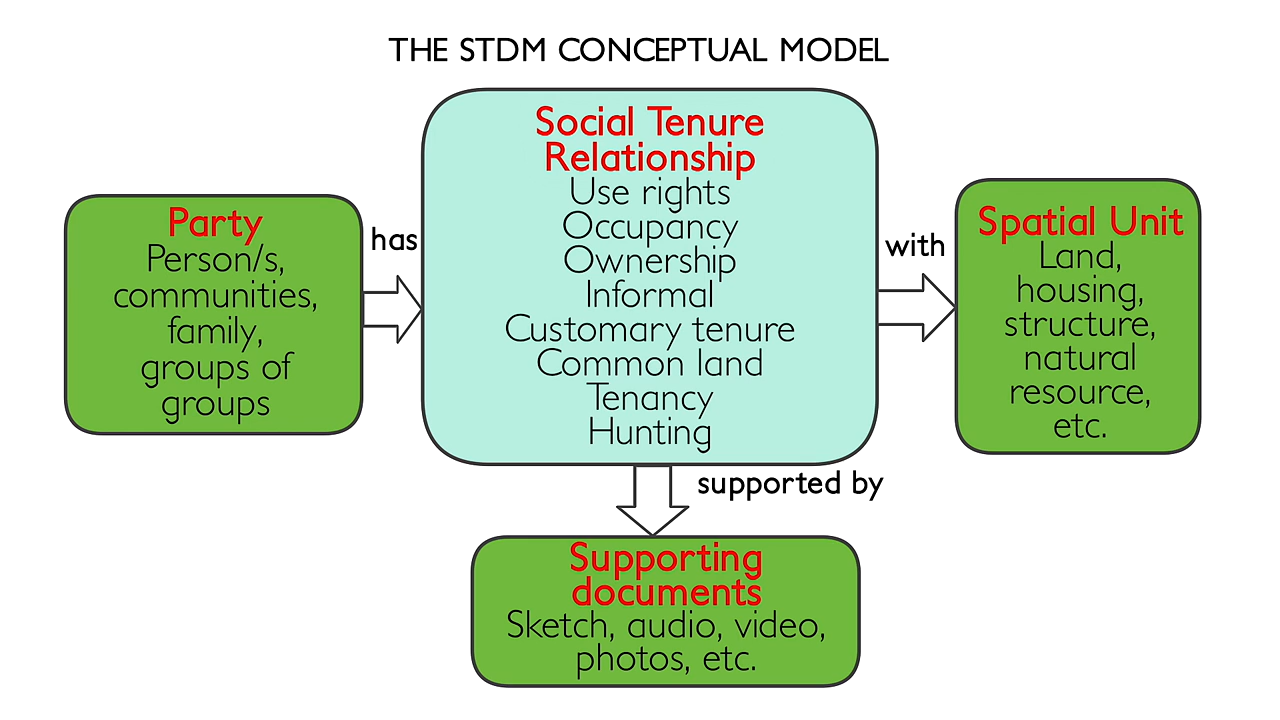 THE STDM CONCEPTUAL MODEL
Party
Person/s,
communities,
family,
groups of
groups
has
Social Tenure
Relationship
Use rights
Occupancy
Ownership
Informal
Customary tenure
Common land
Tenancy
Hunting
with
Spatial Unit
Land,
housing,
structure,
natural
resource,
etc.
supported by
Supporting
documents
Sketch, audio, video,
photos, etc.